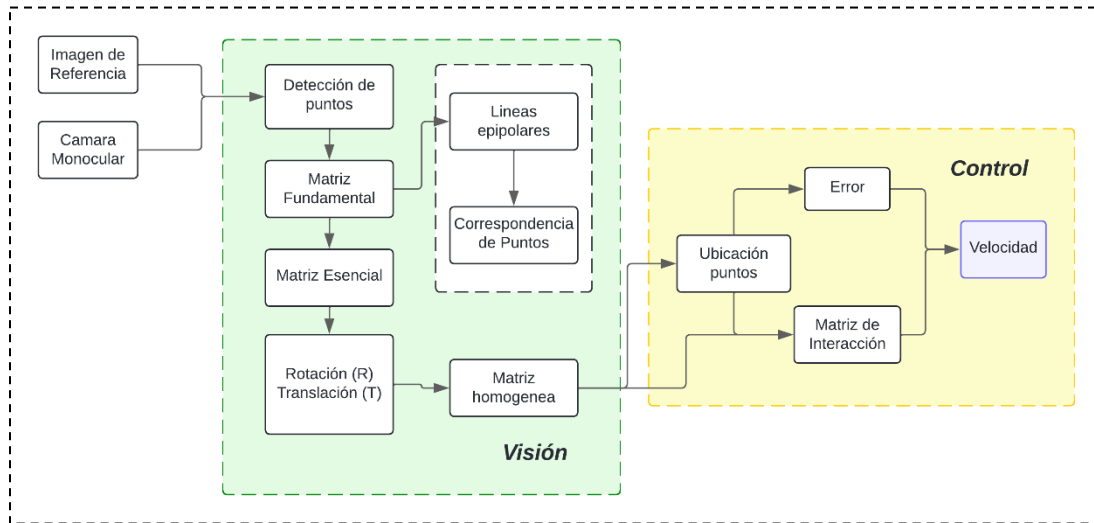 Imagen de
Referencia
Camara
Monocular
Detección de
puntos
Matriz
Fundamental
Matriz Esencial
Rotación (R)
Translación (T)
Lineas
epipolares
Correspondencia
de Puntos
Matriz
homogenea
Visión
Control
Ubicación
puntos
Error
Matriz de
Interacción
Velocidad